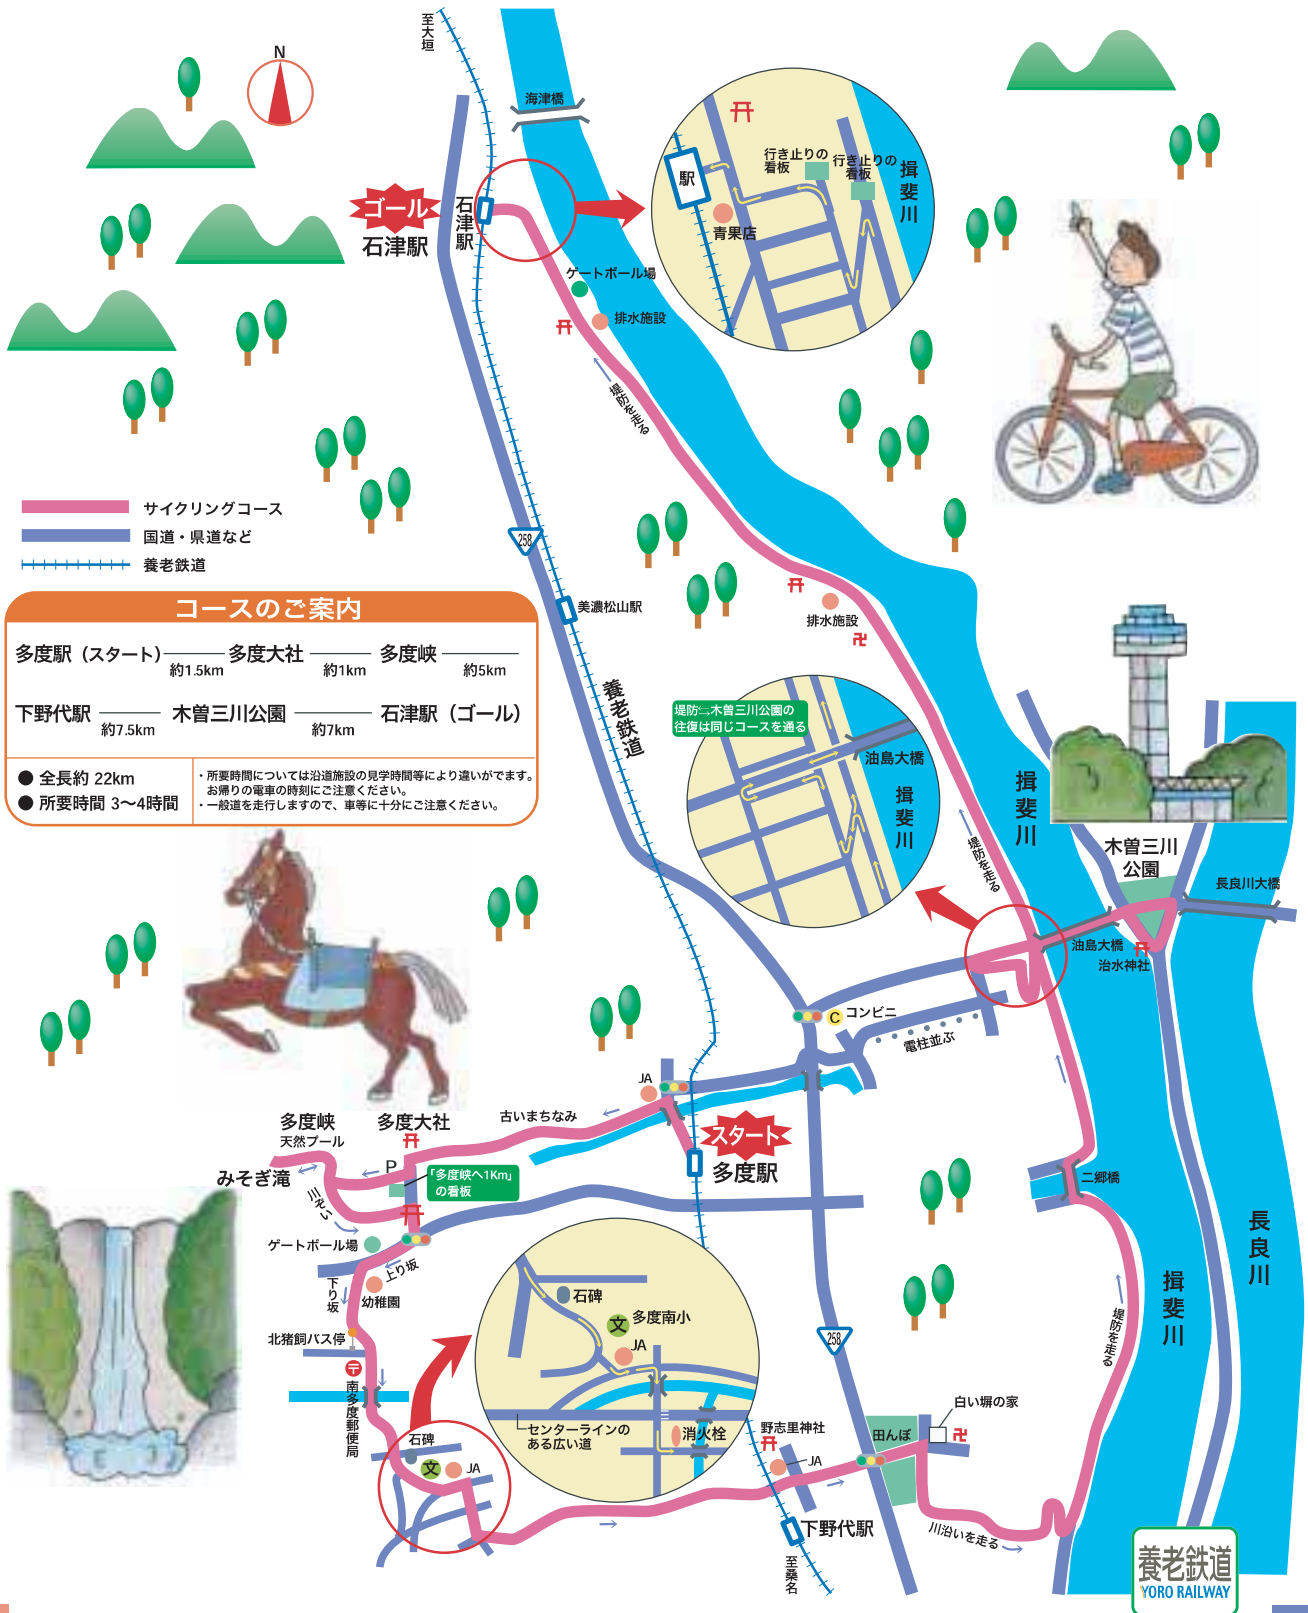 至大垣
N
海津橋
ゴール
石津駅
石津駅
駅
行き止りの
看板
行き止りの
看板
揖斐川
青果店
ゲートボール場
排水施設
堤防を走る
サイクリングコース
国道・県道など
養老鉄道
258
美濃松山駅
排水施設
コースのご案内
多度駅（スタート） 多度大社 多度峡
約1.5km 約1km 約5km
下野代駅 木曽三川公園 石津駅（ゴール）
約7.5km 約7km
● 全長約 22km
● 所要時間 3〜4時間
・所要時間については沿道施設の見学時間等により違いがでます。
お帰りの電車の時刻にご注意ください。
・一般道を走行しますので、車等に十分にご注意ください。
養老鉄道
堤防⇆木曽三川公園の
往復は同じコースを通る
油島大橋
揖斐川
揖斐川
堤防を走る
木曽三川
公園
長良川大橋
油島大橋
治水神社
C コンビニ
電柱並ぶ
JA
古いまちなみ
スタート
多度駅
多度峡
天然プール
多度大社
みそぎ滝
P
「多度峡へ1Km」
の看板
川ぞい
二郷橋
ゲートボール場
上り坂
下り坂
幼稚園
北猪飼バス停
〒
南多度郵便局
石碑
文
JA
石碑
文
多度南小
JA
センターラインの
ある広い道
消火栓
258
長良川
揖斐川
堤防を走る
白い塀の家
田んぼ
野志里神社
JA
下野代駅
至桑名
川沿いを走る
養老鉄道
YORO RAILWAY